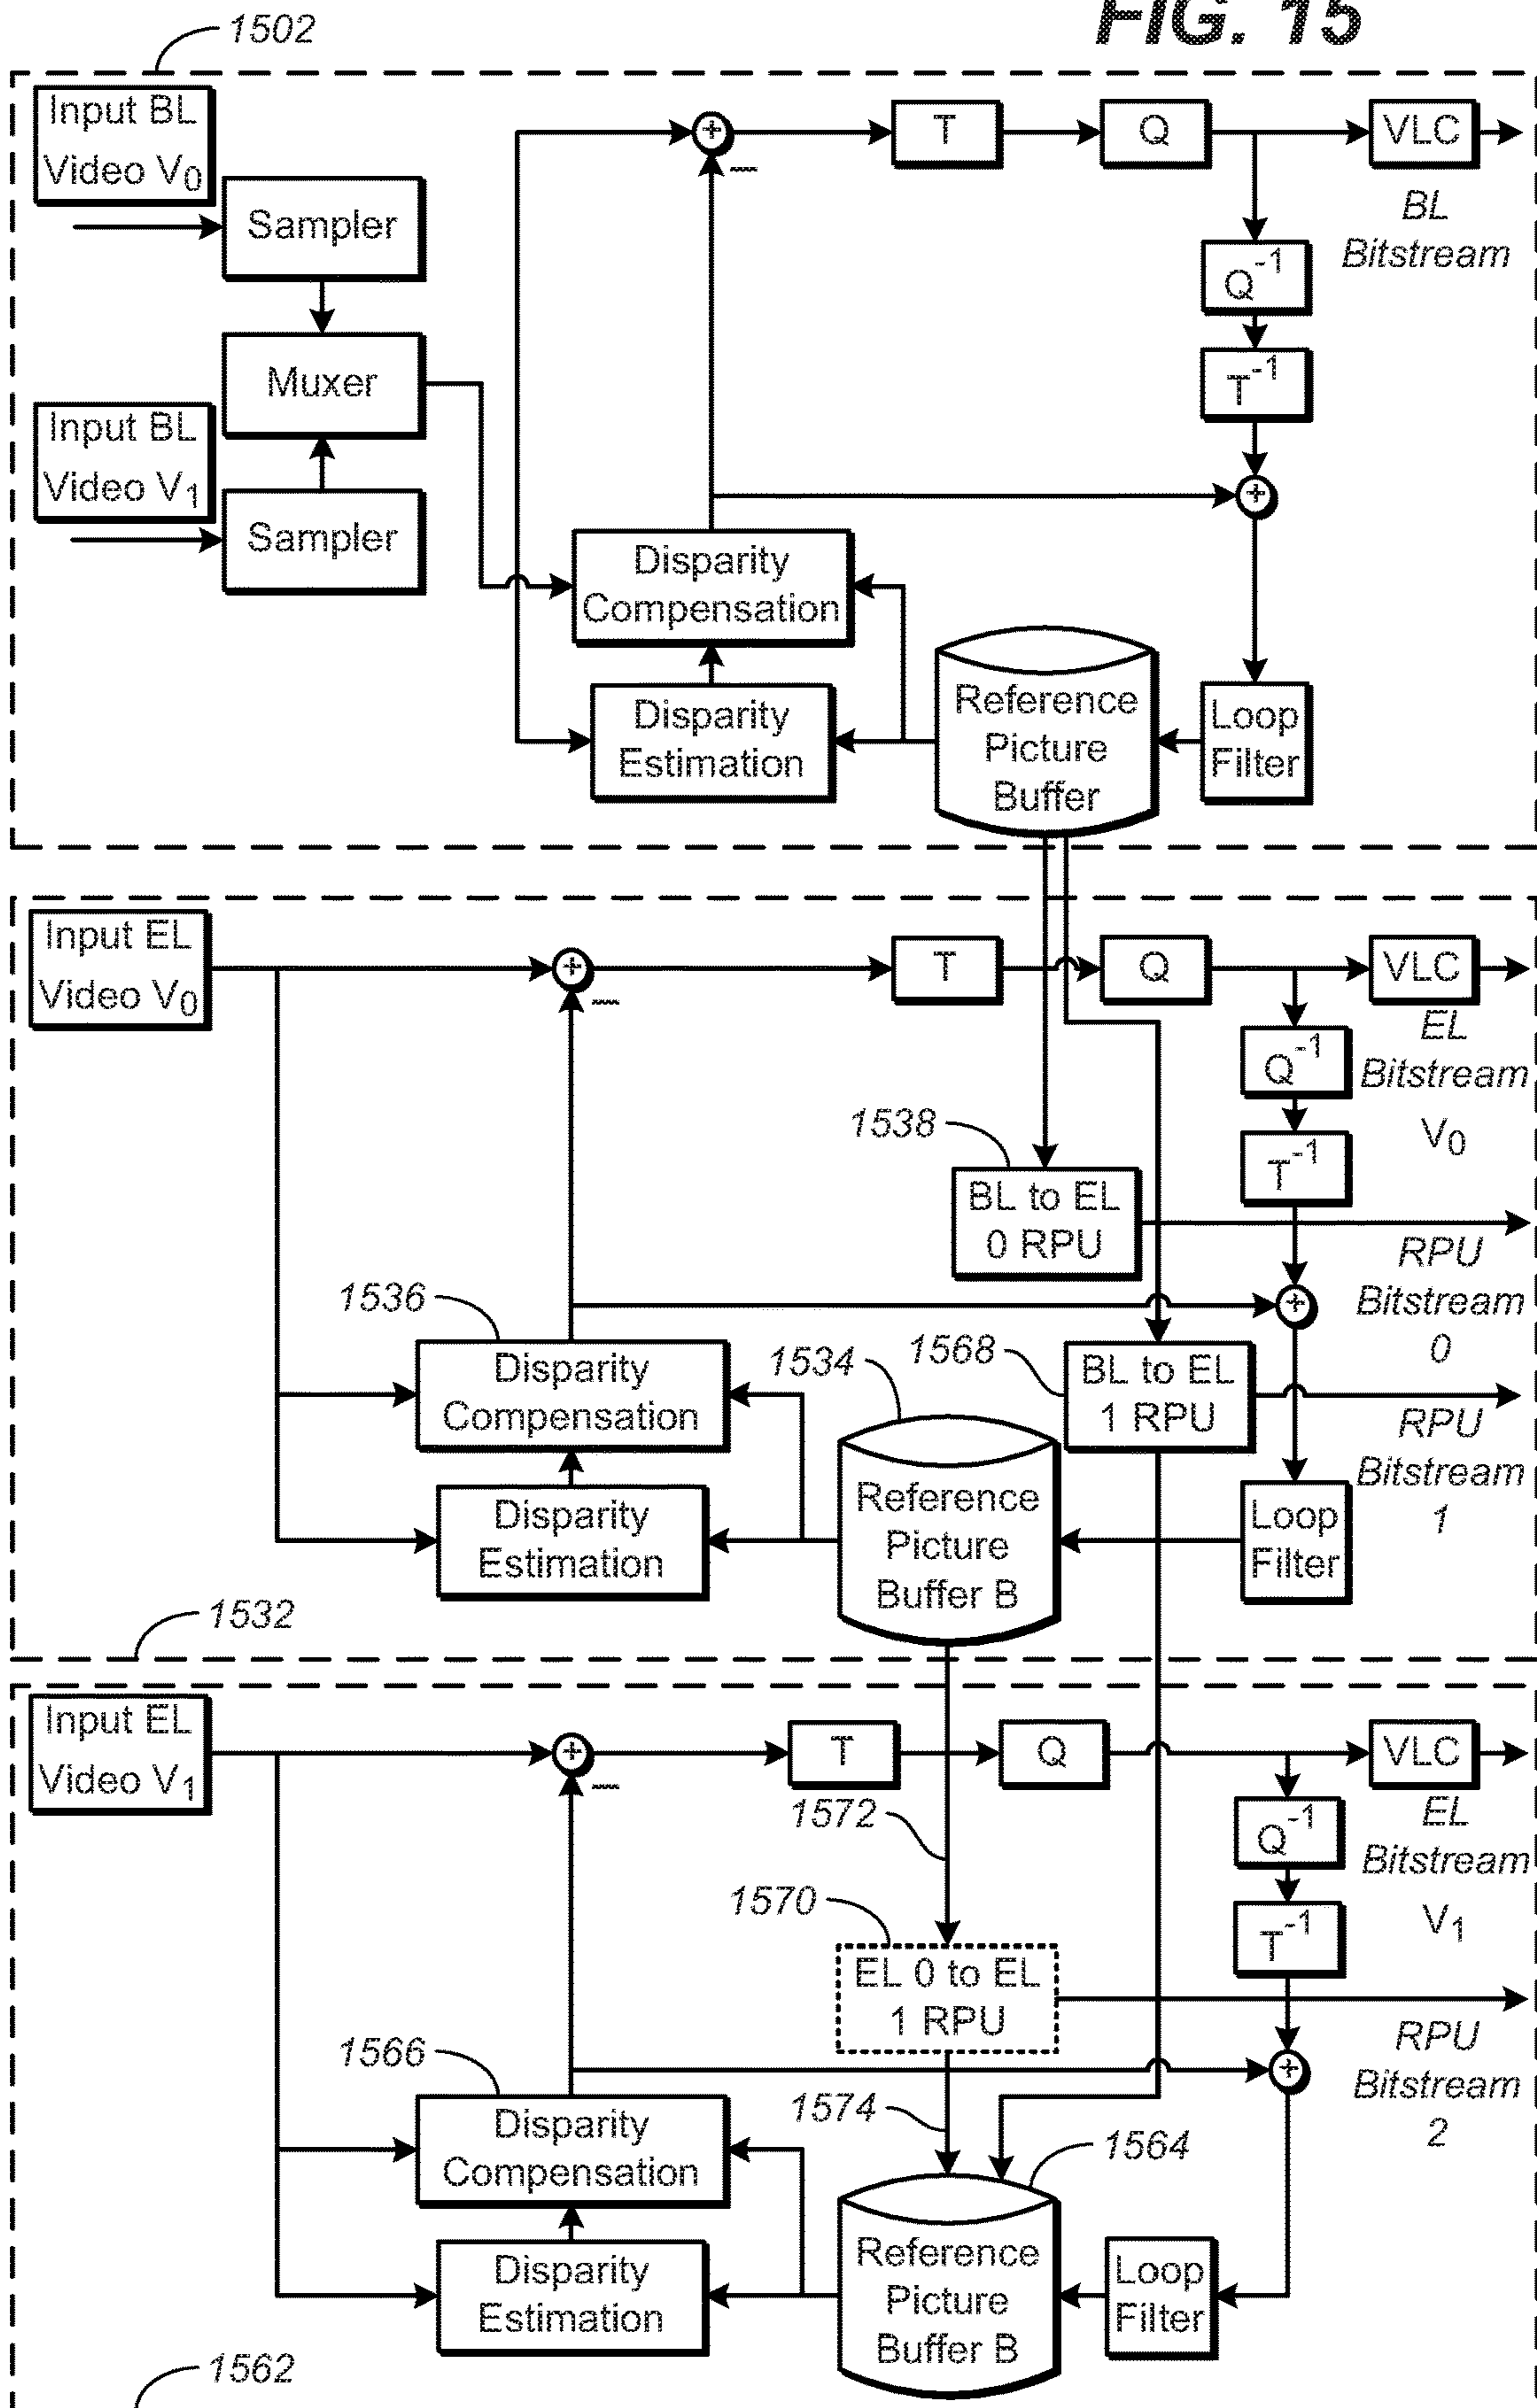 FIG. 15
1502
Input BL
Video V0
Sampler
Muxer
Input BL
Video V1
Sampler
+
—
T
Q
VLC
BL
Bitstream
Q-1
T-1
+
Disparity
Compensation
Disparity
Estimation
Reference
Picture
Buffer
Loop
Filter
Input EL
Video V0
+
—
T
Q
VLC
EL
Bitstream
V0
Q-1
T-1
1538
BL to EL
0 RPU
RPU
Bitstream
0
+
1536
Disparity
Compensation
1534
1568
BL to EL
1 RPU
RPU
Bitstream
1
Disparity
Estimation
Reference
Picture
Buffer B
Loop
Filter
1532
Input EL
Video V1
+
—
T
Q
VLC
EL
Bitstream
V1
Q-1
T-1
1572
1570
EL 0 to EL
1 RPU
RPU
Bitstream
2
+
1566
Disparity
Compensation
1574
1564
Disparity
Estimation
Reference
Picture
Buffer B
Loop
Filter
1562